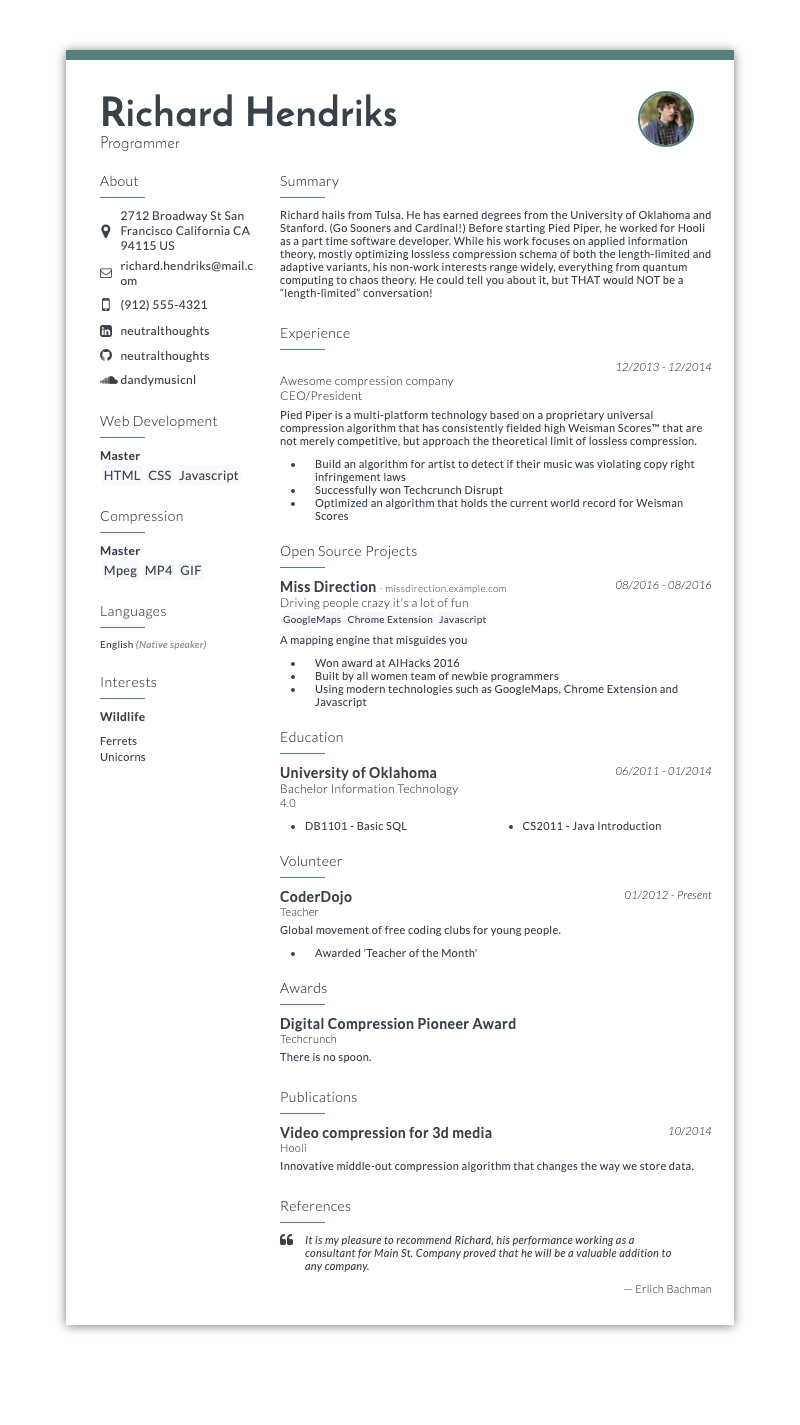 Richard Hendriks
Programmer
About
2712 Broadway St San
Francisco California CA
94115 US
richard.hendriks@mail.c
om
(912) 555-4321
neutralthoughts
neutralthoughts
dandymusicnl
Web Development
Master
HTML CSS Javascript
Compression
Master
Mpeg MP4 GIF
Languages
English (Native speaker)
Interests
Wildlife
Ferrets
Unicorns
Summary
Richard hails from Tulsa. He has earned degrees from the University of Oklahoma and
Stanford. (Go Sooners and Cardinal!) Before starting Pied Piper, he worked for Hooli
as a part time software developer. While his work focuses on applied information
theory, mostly optimizing lossless compression schema of both the length-limited and
adaptive variants, his non-work interests range widely, everything from quantum
computing to chaos theory. He could tell you about it, but THAT would NOT be a
“length-limited” conversation!
Experience
12/2013 - 12/2014
Awesome compression company
CEO/President
Pied Piper is a multi-platform technology based on a proprietary universal
compression algorithm that has consistently fielded high Weisman Scores™ that are
not merely competitive, but approach the theoretical limit of lossless compression.
• Build an algorithm for artist to detect if their music was violating copy right
infringement laws
• Successfully won Techcrunch Disrupt
• Optimized an algorithm that holds the current world record for Weisman
Scores
Open Source Projects
Miss Direction - missdirection.example.com 08/2016 - 08/2016
Driving people crazy it's a lot of fun
GoogleMaps Chrome Extension Javascript
A mapping engine that misguides you
• Won award at AIHacks 2016
• Built by all women team of newbie programmers
• Using modern technologies such as GoogleMaps, Chrome Extension and
Javascript
Education
University of Oklahoma 06/2011 - 01/2014
Bachelor Information Technology
4.0
• DB1101 - Basic SQL • CS2011 - Java Introduction
Volunteer
CoderDojo 01/2012 - Present
Teacher
Global movement of free coding clubs for young people.
• Awarded 'Teacher of the Month'
Awards
Digital Compression Pioneer Award
Techcrunch
There is no spoon.
Publications
Video compression for 3d media 10/2014
Hooli
Innovative middle-out compression algorithm that changes the way we store data.
References
It is my pleasure to recommend Richard, his performance working as a
consultant for Main St. Company proved that he will be a valuable addition to
any company.
— Erlich Bachman